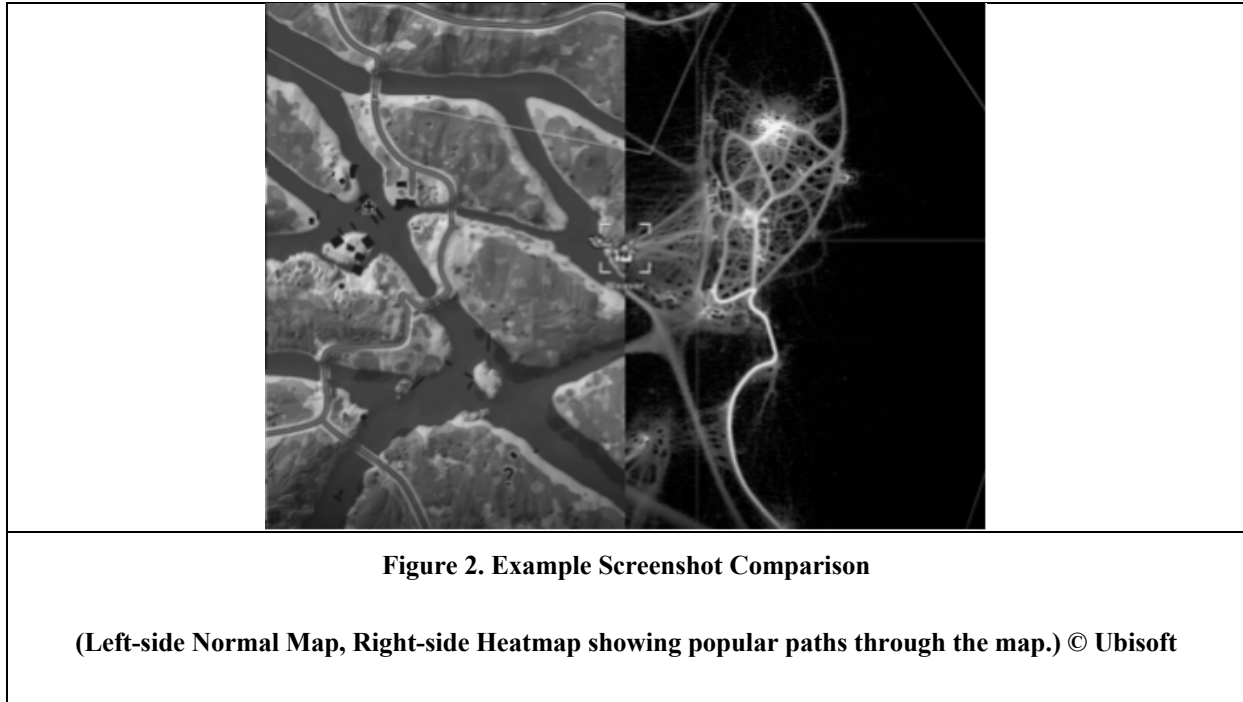 ?
Figure 2. Example Screenshot Comparison
(Left-side Normal Map, Right-side Heatmap showing popular paths through the map.) © Ubisoft